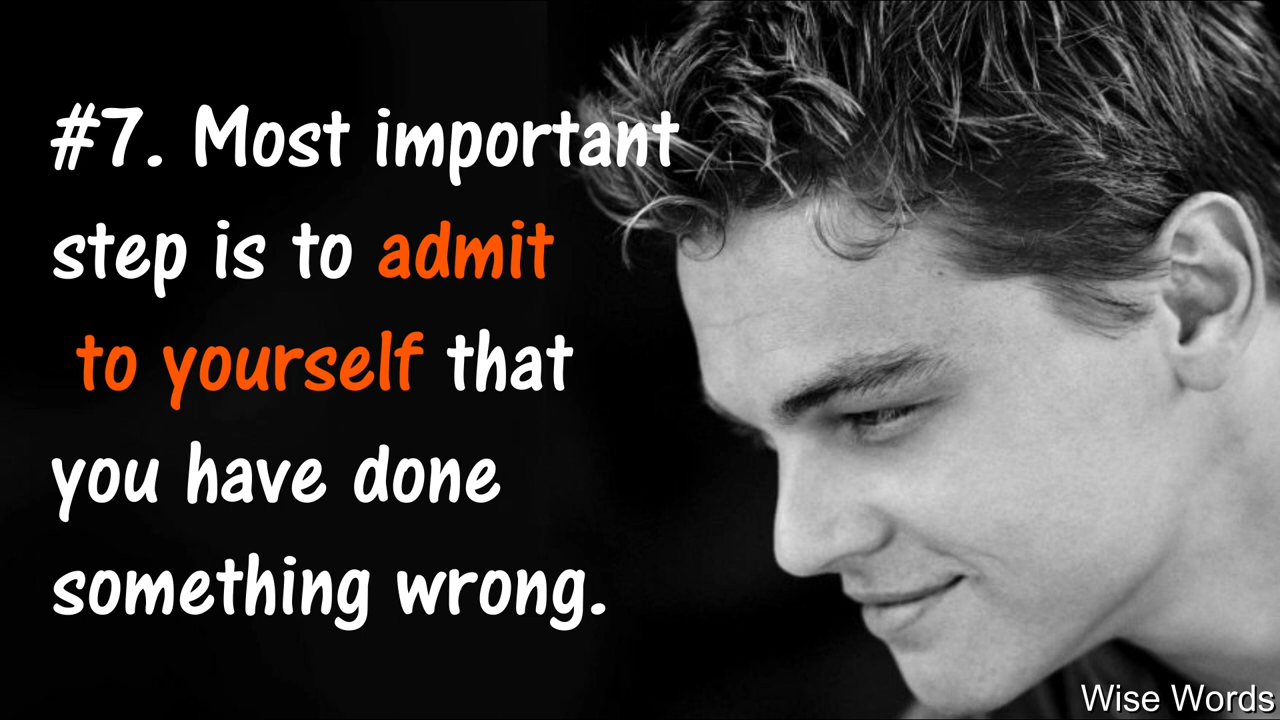 #7. Most important
step is to admit
to yourself that
you have done
something wrong.
Wise Words